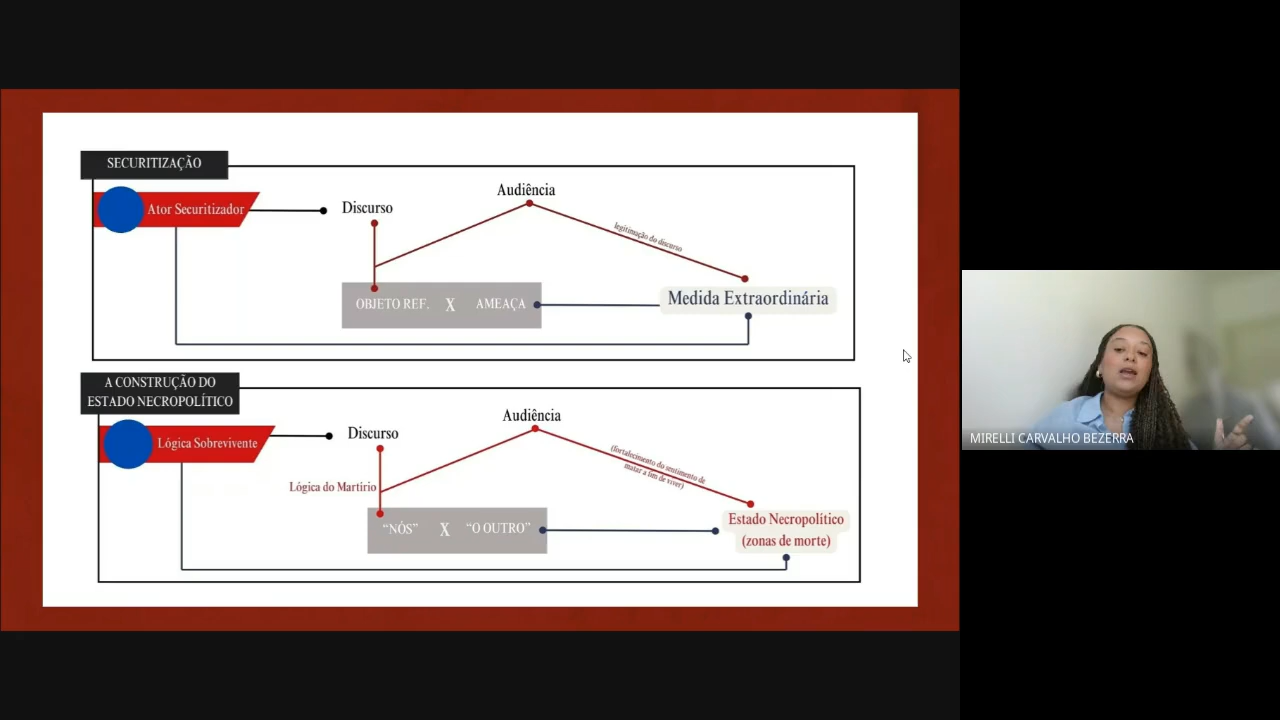 SECURITIZAÇÃO
Ator Securitizador
Discurso
Audiência
legitimação do discurso
OBJETO REF. X AMEAÇA
Medida Extraordinária
A CONSTRUÇÃO DO
ESTADO NECROPOLÍTICO
Lógica Sobrevivente
Discurso
Audiência
(fortalecimento do sentimento de
matar a fim de viver)
Lógica do Martírio
“NÓS” X “O OUTRO”
Estado Necropolítico
(zonas de morte)
MIRELLI CARVALHO BEZERRA